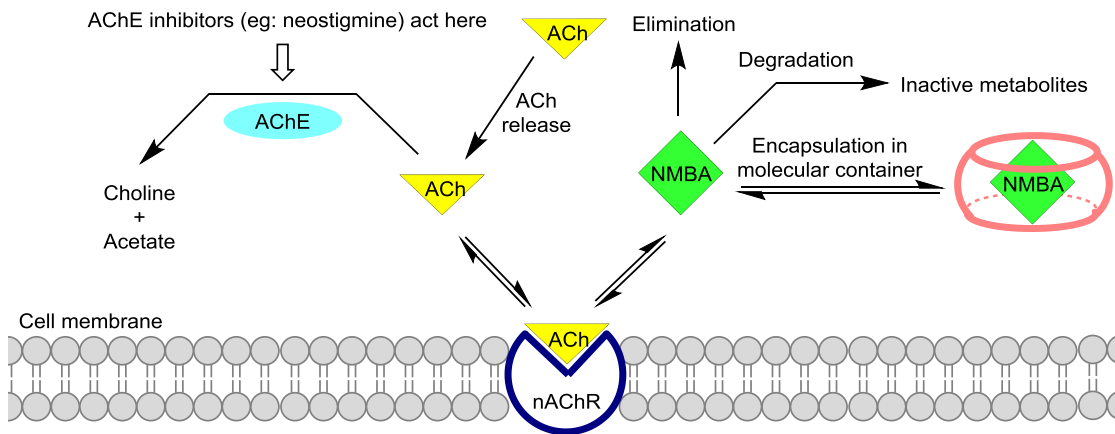 AChE inhibitors (eg: neostigmine) act here
ACh
Elimination
Degradation
Inactive metabolites
ACh
release
AChE
Encapsulation in
molecular container
NMBA
NMBA
ACh
Choline
+
Acetate
Cell membrane
ACh
nAChR